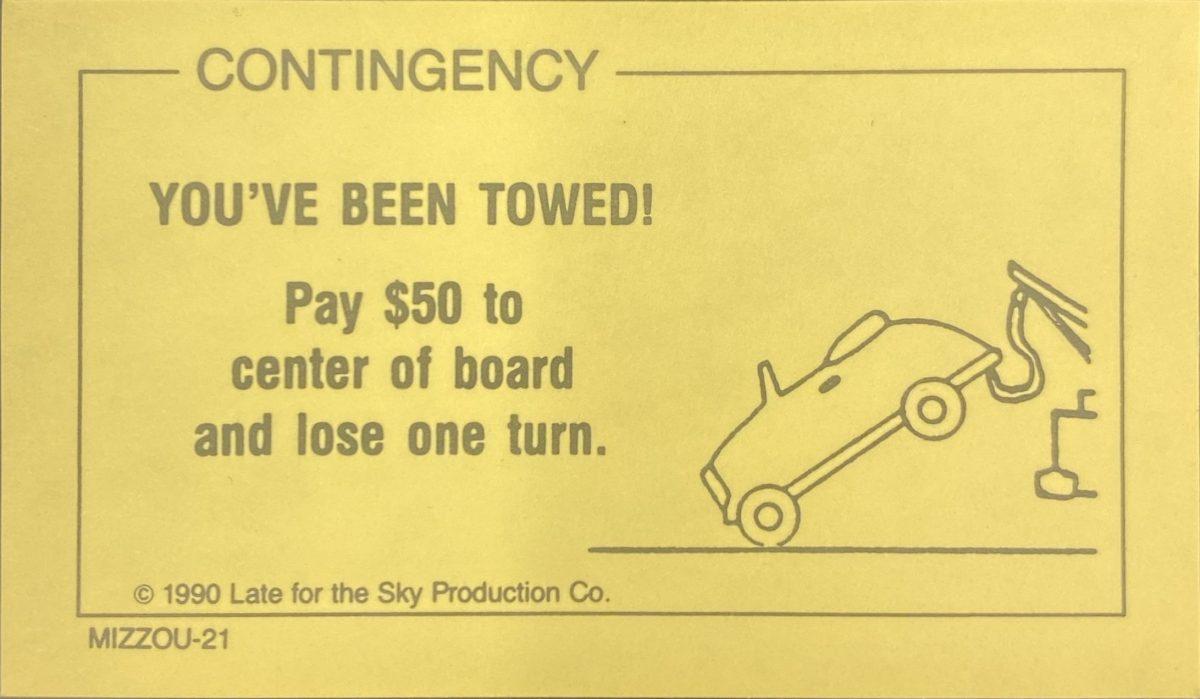 CONTINGENCY
YOU'VE BEEN TOWED!
Pay $50 to
center of board
and lose one turn.
© 1990 Late for the Sky Production Co.
MIZZOU-21